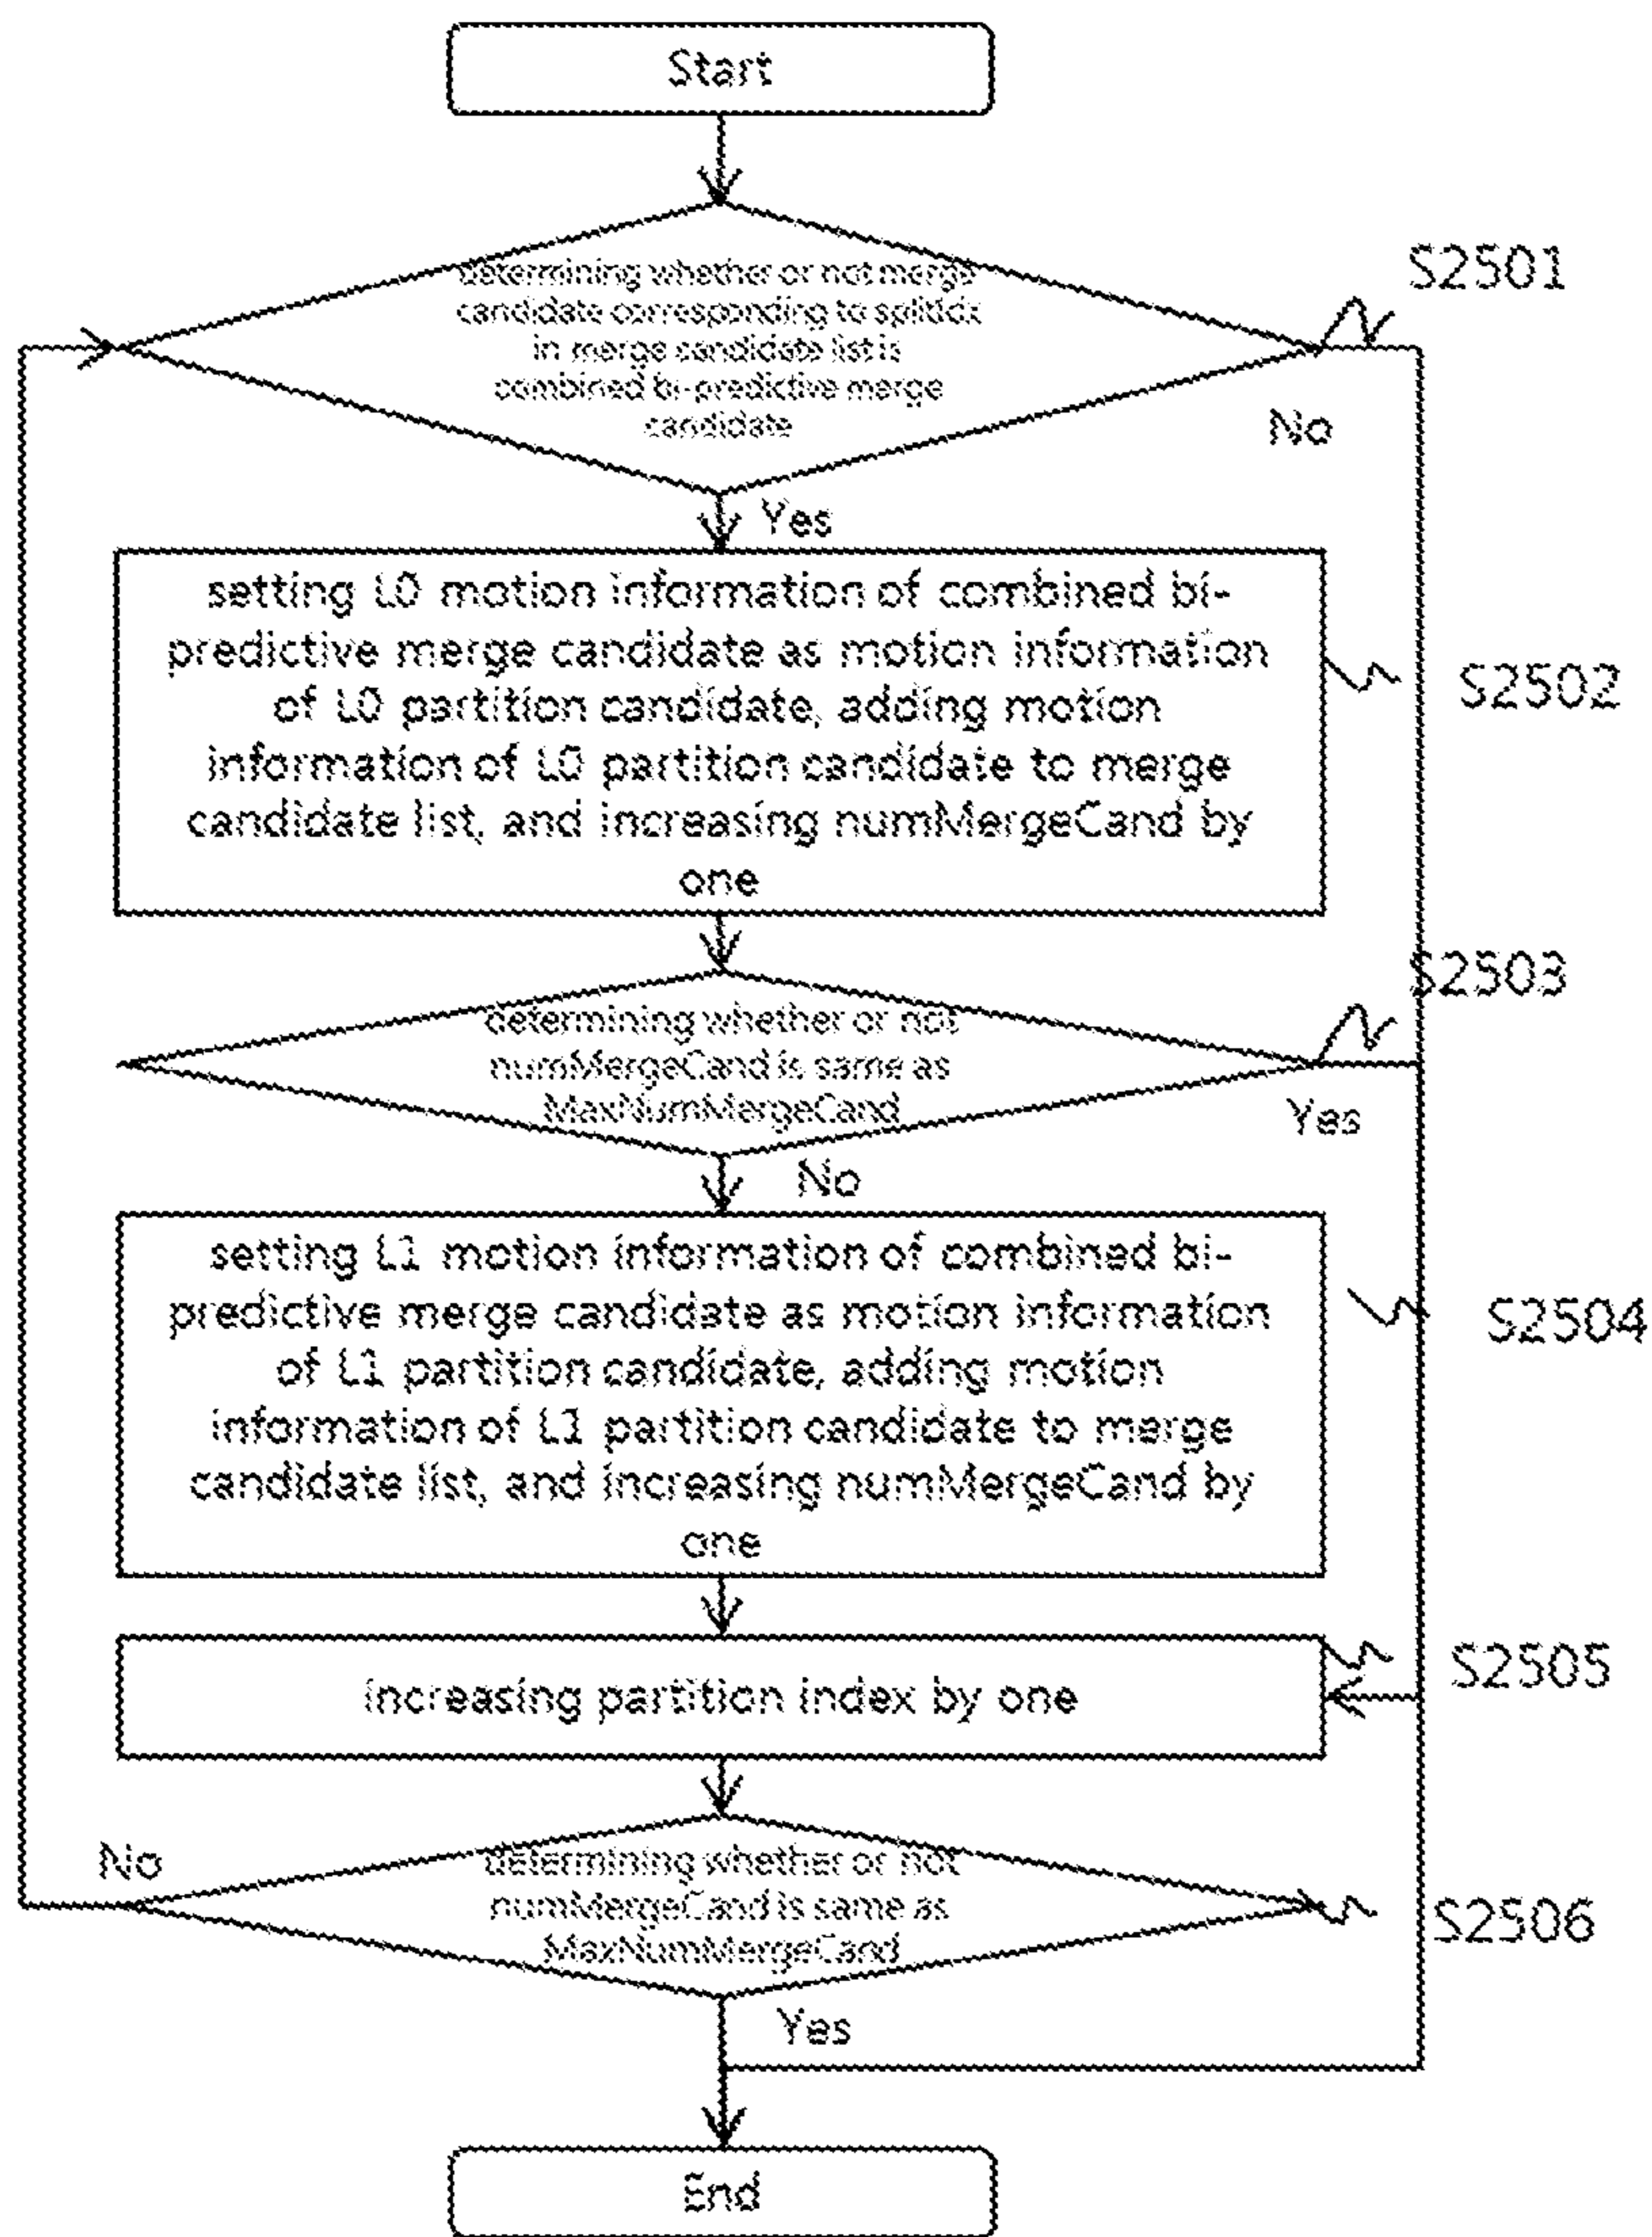 Start
determining whether or not merge
candidate corresponding to splitIdx
in merge candidate list is
combined bi-predictive merge
candidate
S2501
No
Yes
setting L0 motion information of combined bi-
predictive merge candidate as motion information
of L0 partition candidate, adding motion
information of L0 partition candidate to merge
candidate list, and increasing numMergeCand by
one
S2502
S2503
determining whether or not
numMergeCand is same as
MaxNumMergeCand
Yes
No
setting L1 motion information of combined bi-
predictive merge candidate as motion information
of L1 partition candidate, adding motion
information of L1 partition candidate to merge
candidate list, and increasing numMergeCand by
one
S2504
increasing partition index by one
S2505
No
determining whether or not
numMergeCand is same as
MaxNumMergeCand
S2506
Yes
End